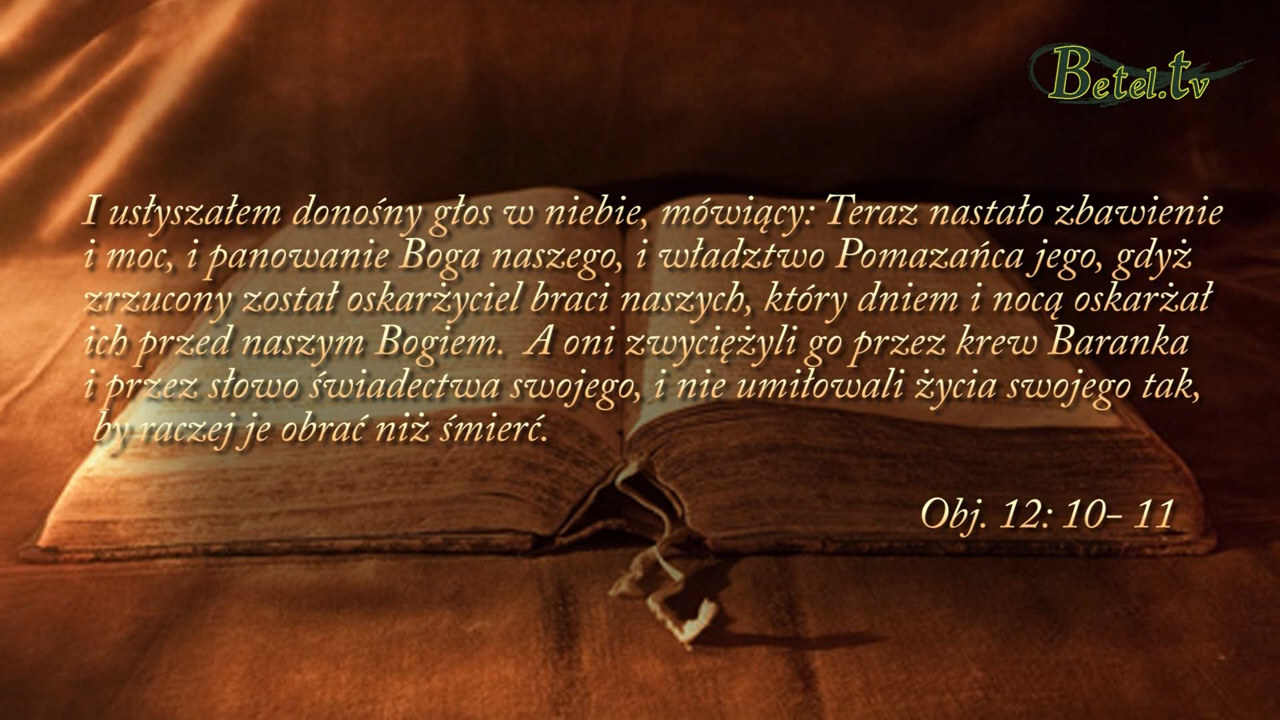 Betel.tv
I usłyszałem donośny głos w niebie, mówiący: Teraz nastało zbawienie
i moc, i panowanie Boga naszego, i władztwo Pomazańca jego, gdyż
zrzucony został oskarżyciel braci naszych, który dniem i nocą oskarżał
ich przed naszym Bogiem. A oni zwyciężyli go przez krew Baranka
i przez słowo świadectwa swojego, i nie umiłowali życia swojego tak,
by raczej je obrać niż śmierć.
Obj. 12: 10- 11